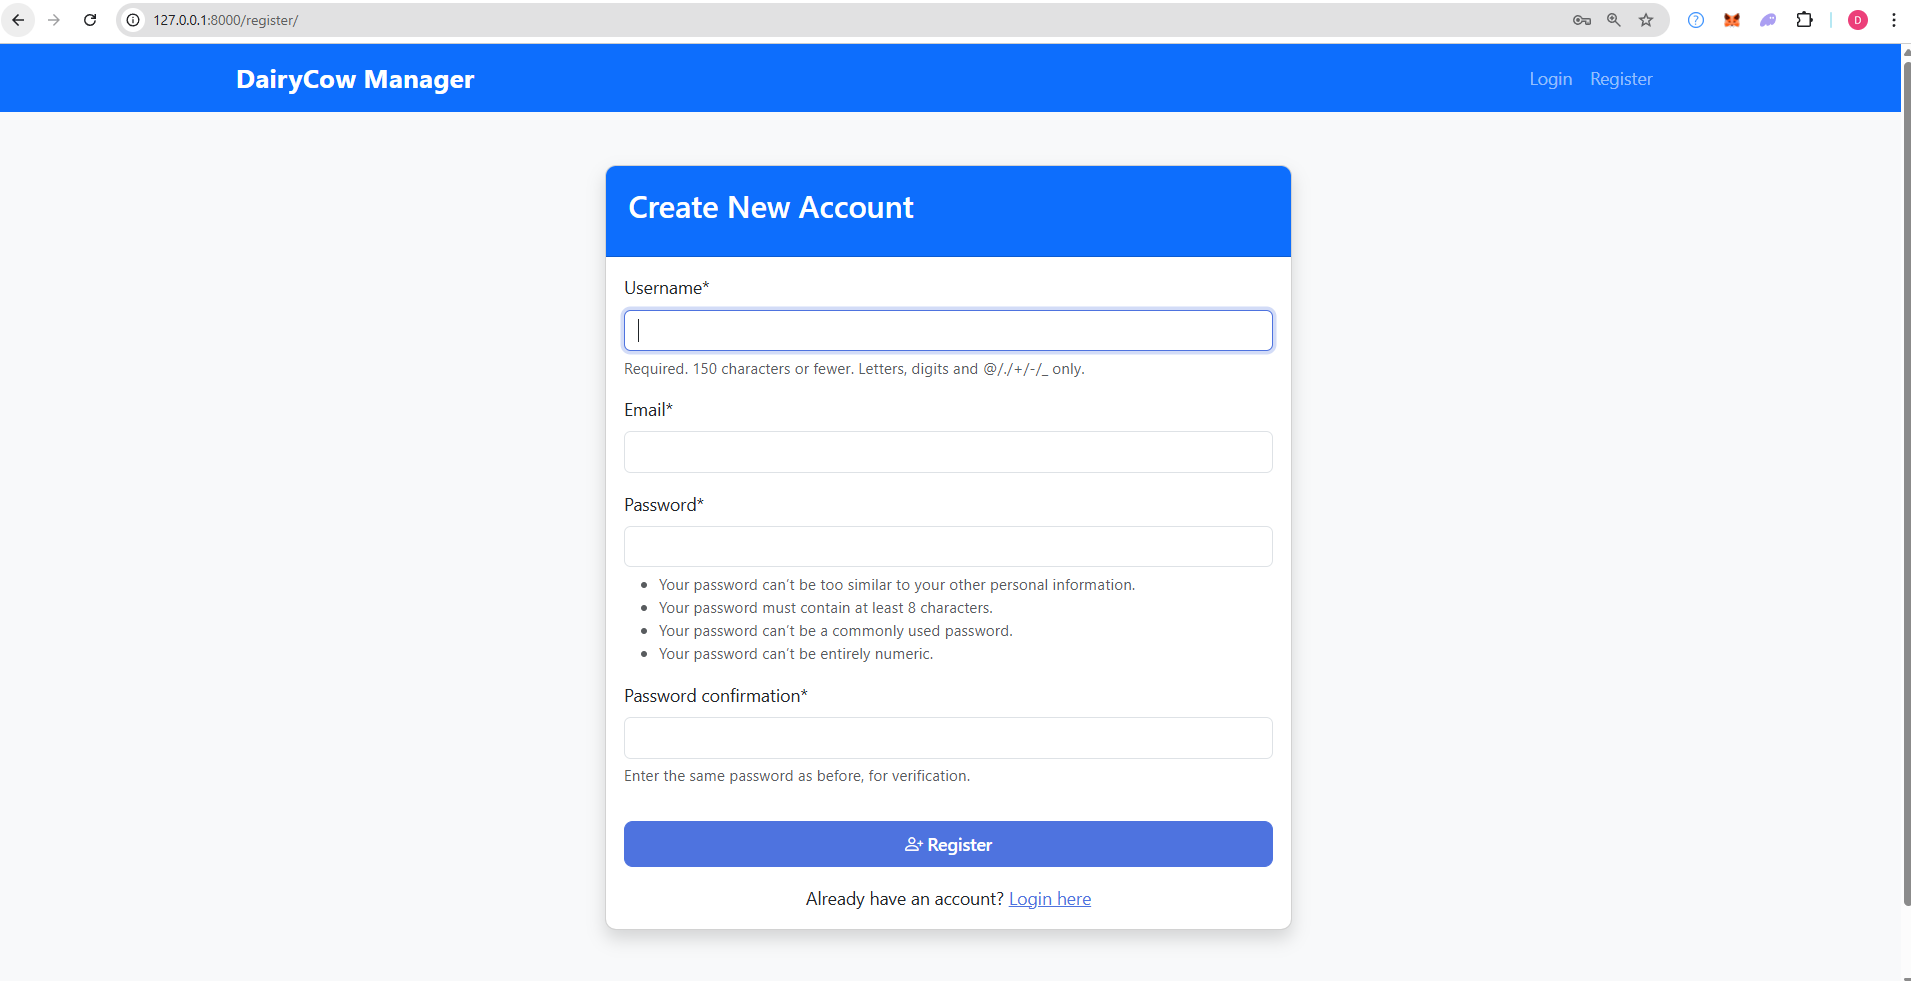 127.0.0.1:8000/register/
D
DairyCow Manager
Login Register
Create New Account
Username*
Required. 150 characters or fewer. Letters, digits and @/./+/-/_ only.
Email*
Password*
Your password can’t be too similar to your other personal information.
Your password must contain at least 8 characters.
Your password can’t be a commonly used password.
Your password can’t be entirely numeric.
Password confirmation*
Enter the same password as before, for verification.
Register
Already have an account? Login here